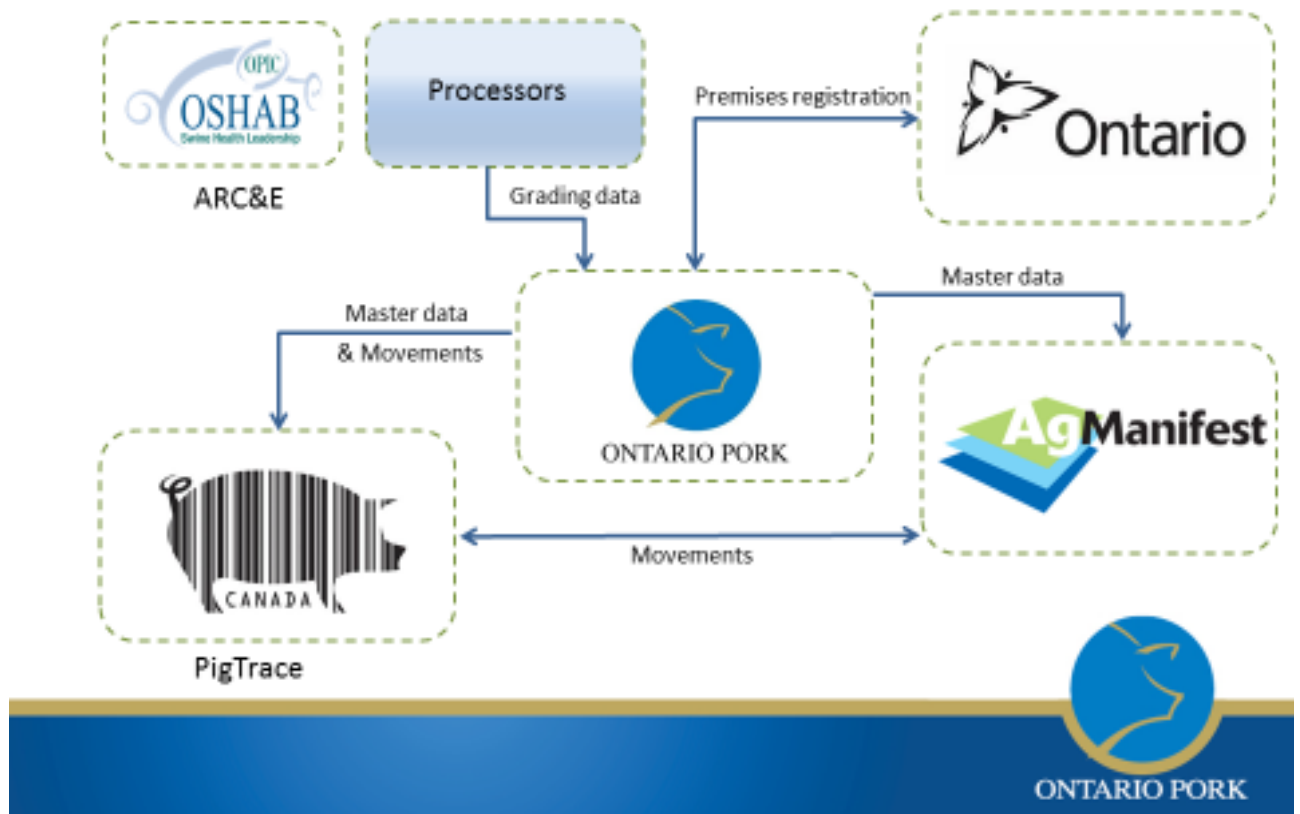 OPIC
OSHAB
Swine Health Leadership
ARC&E
Processors
Grading data
Premises registration
Ontario
Master data
& Movements
ONTARIO PORK
Master data
AgManifest
CANADA
PigTrace
Movements
ONTARIO PORK